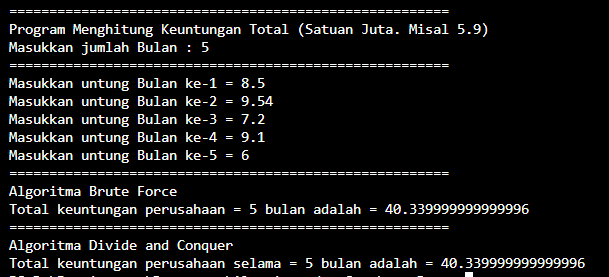 =======================================================
Program Menghitung Keuntungan Total (Satuan Juta. Misal 5.9)
Masukkan jumlah Bulan : 5
=======================================================
Masukkan untung Bulan ke-1 = 8.5
Masukkan untung Bulan ke-2 = 9.54
Masukkan untung Bulan ke-3 = 7.2
Masukkan untung Bulan ke-4 = 9.1
Masukkan untung Bulan ke-5 = 6
=======================================================
Algoritma Brute Force
Total keuntungan perusahaan = 5 bulan adalah = 40.339999999999996
=======================================================
Algoritma Divide and Conquer
Total keuntungan perusahaan selama = 5 bulan adalah = 40.339999999999996